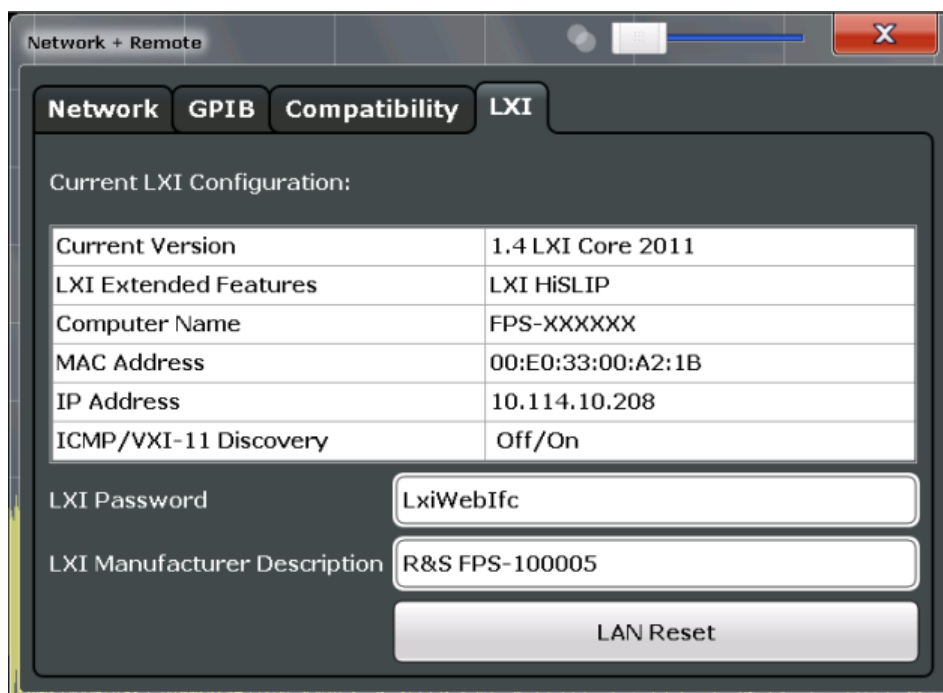 Network + Remote
X
Network GPIB Compatibility LXI
Current LXI Configuration:
Current Version 1.4 LXI Core 2011
LXI Extended Features LXI HiSLIP
Computer Name FPS-XXXXXX
MAC Address 00:E0:33:00:A2:1B
IP Address 10.114.10.208
ICMP/VXI-11 Discovery Off/On
LXI Password LxiWebIfc
LXI Manufacturer Description R&S FPS-100005
LAN Reset